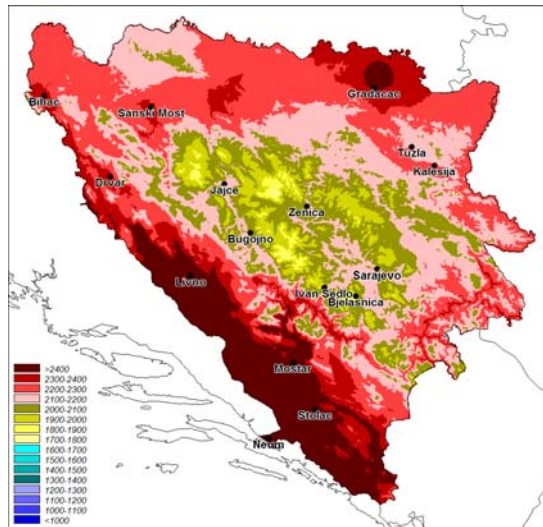 Gradacac
Bihac
Sanski Most
Tuzla
Kalesija
Drvar
Jajce
Zenica
Bugojno
Sarajevo
Livno
Ivan Sedlo
Bjelasnica
Mostar
Stolac
Neum
>2400
2300-2400
2200-2300
2100-2200
2000-2100
1900-2000
1800-1900
1700-1800
1600-1700
1500-1600
1400-1500
1300-1400
1200-1300
1100-1200
1000-1100
<1000